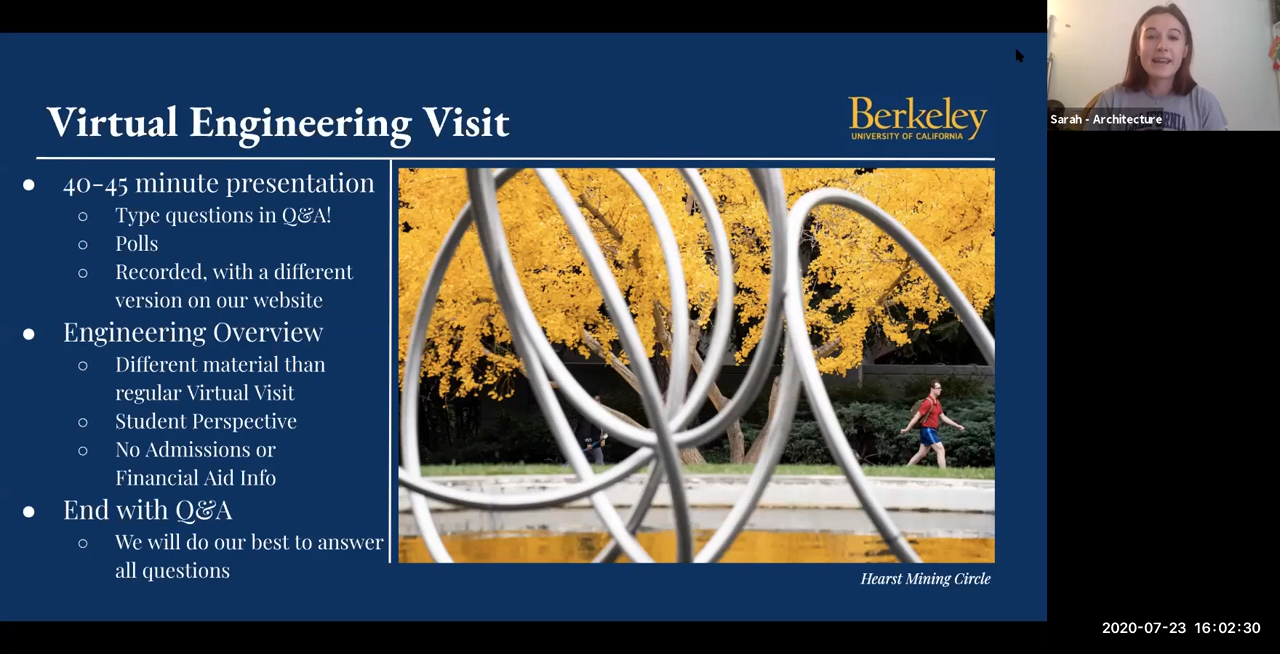 Virtual Engineering Visit
Berkeley
UNIVERSITY OF CALIFORNIA
Sarah - Architecture
● 40-45 minute presentation
○ Type questions in Q&A!
○ Polls
○ Recorded, with a different
version on our website
● Engineering Overview
○ Different material than
regular Virtual Visit
○ Student Perspective
○ No Admissions or
Financial Aid Info
● End with Q&A
○ We will do our best to answer
all questions
Hearst Mining Circle
2020-07-23 16:02:30